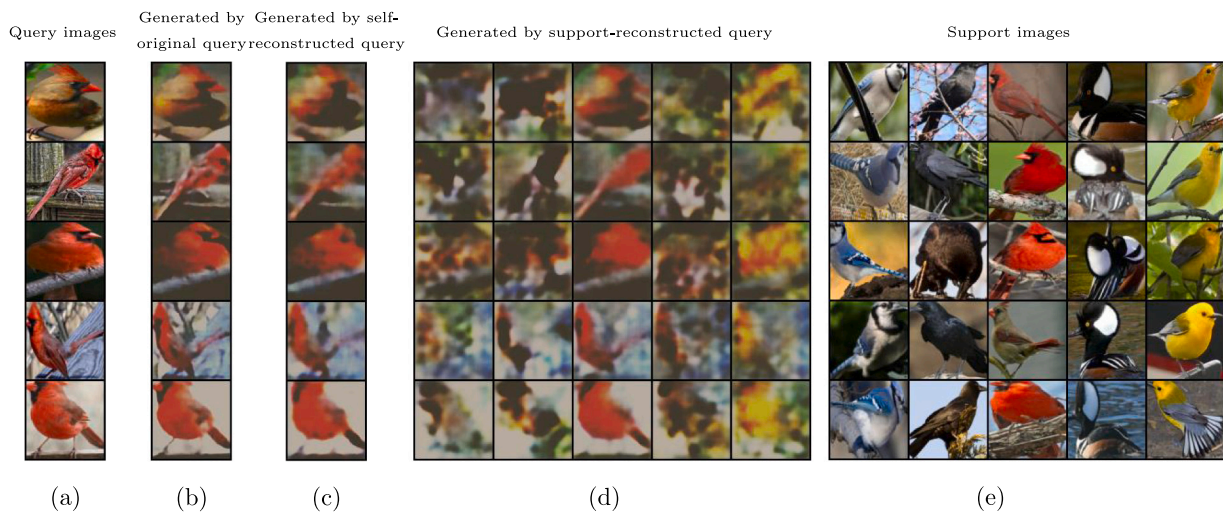 Query images
Generated by
original query
Generated by self-
reconstructed query
Generated by support-reconstructed query
Support images
(a)
(b)
(c)
(d)
(e)